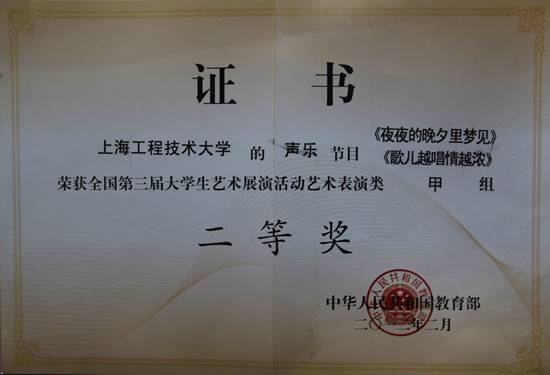 证书
《夜夜的晚夕里梦见》
上海工程技术大学 的 声乐 节目
《歌儿越唱情越浓》
荣获全国第三届大学生艺术展演活动艺术表演类 甲 组
二等奖
中华人民共和国教育部
二〇一二年二月